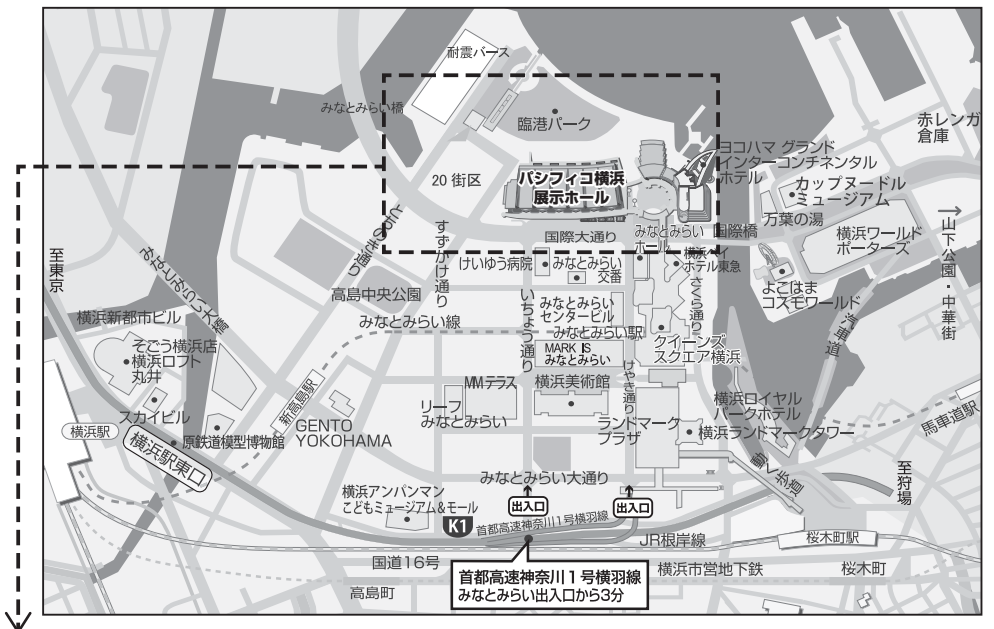 耐震バース
みなとみらい橋
臨港パーク
赤レンガ
倉庫
ヨコハマ グランド
インターコンチネンタル
ホテル
20 街区
パシフィコ横浜
展示ホール
カップヌードル
ミュージアム
万葉の湯
みなとみらい
ホール
国際橋
国際大通り
横浜ワールド
ポーターズ
山下公園・中華街
至東京
みなとみらい大橋
すずかけ通り
けいゆう病院
みなとみらい
交番
横浜ベイ
ホテル東急
さくら通り
よこはま
コスモワールド
汽車道
高島中央公園
いちょう通り
みなとみらい
センタービル
横浜新都市ビル
みなとみらい線
みなとみらい駅
そごう横浜店
横浜ロフト
丸井
MARK IS
みなとみらい
クイーンズ
スクエア横浜
けやき通り
新高島駅
MMテラス
横浜美術館
リーフ
みなとみらい
横浜ロイヤル
パークホテル
馬車道駅
スカイビル
横浜駅
横浜駅東口
原鉄道模型博物館
GENTO
YOKOHAMA
ランドマーク
プラザ
横浜ランドマークタワー
動く歩道
至狩場
みなとみらい大通り
横浜アンパンマン
こどもミュージアム&モール
出入口
出入口
K1
首都高速神奈川1号横羽線
JR根岸線
桜木町駅
国道16号
首都高速神奈川1号横羽線
みなとみらい出入口から3分
横浜市営地下鉄
桜木町
高島町